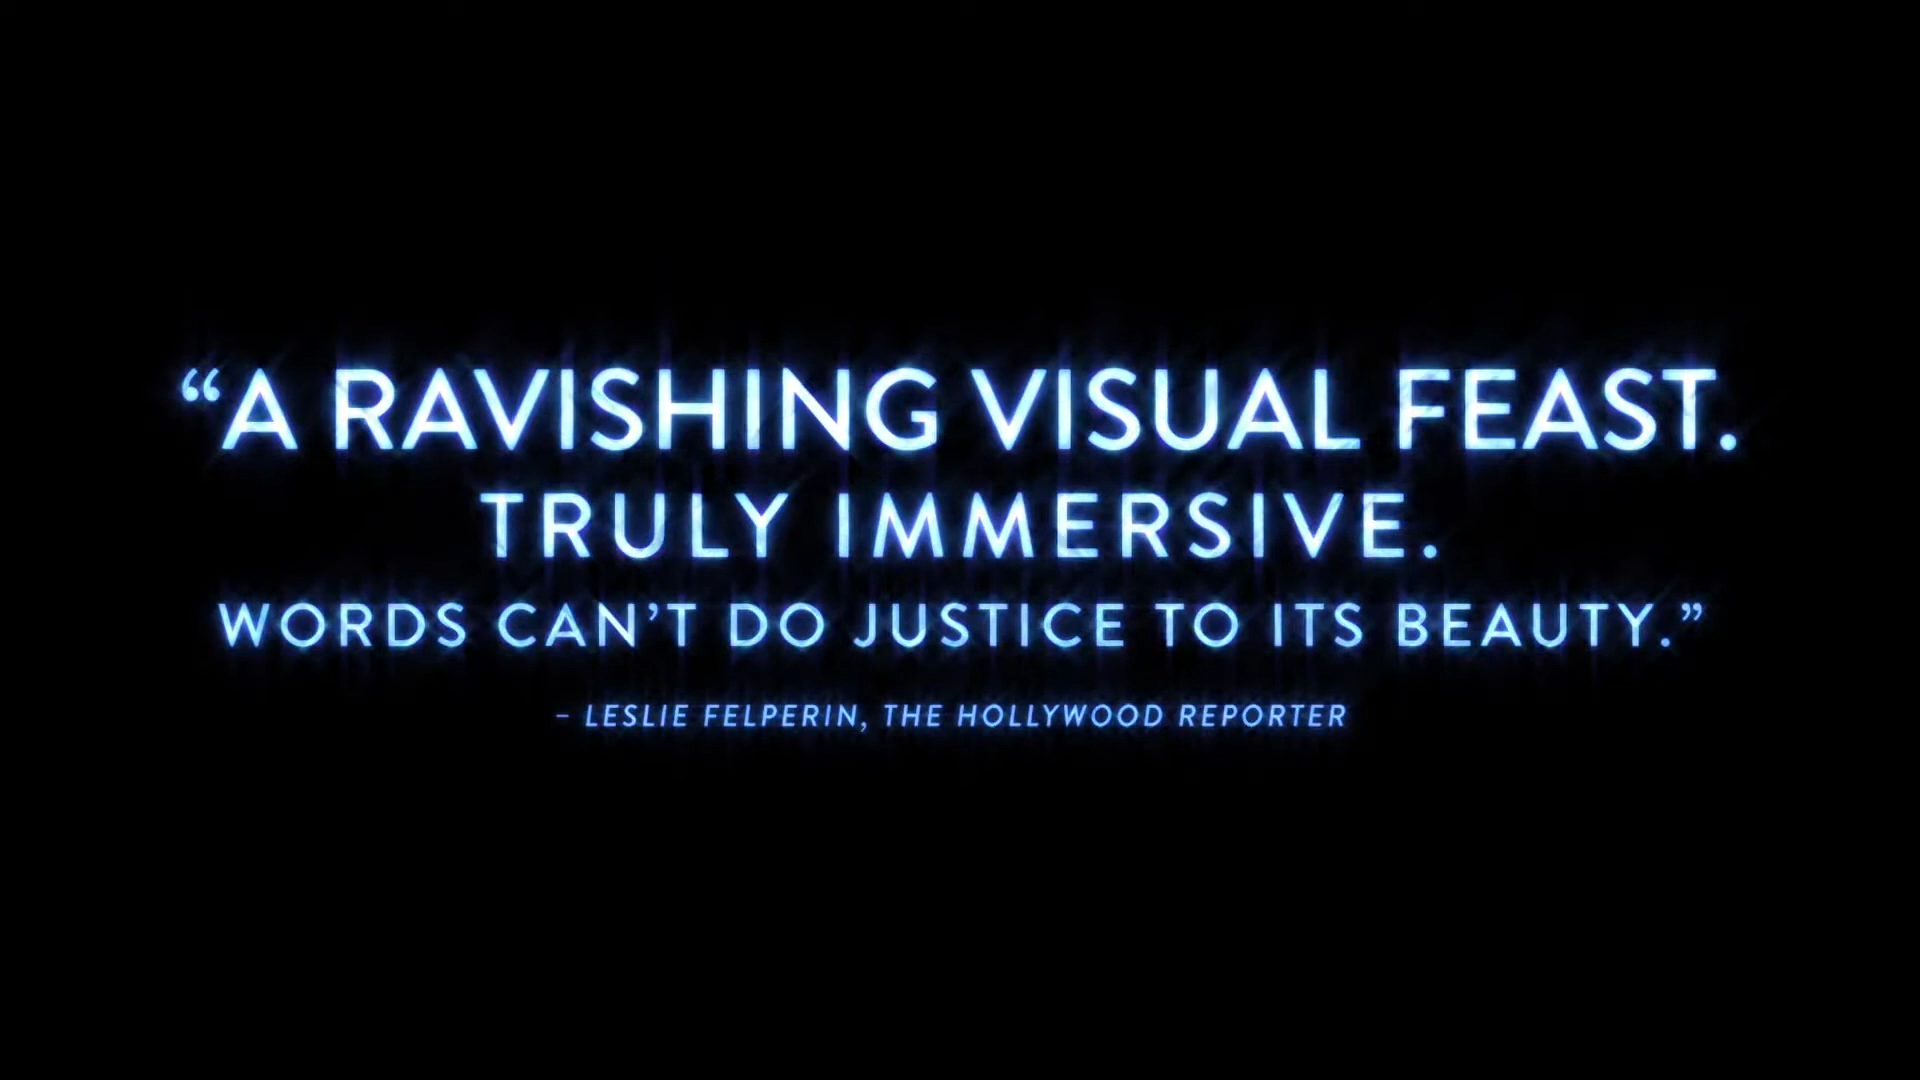 “A RAVISHING VISUAL FEAST.
TRULY IMMERSIVE.
WORDS CAN’T DO JUSTICE TO ITS BEAUTY.”
– LESLIE FELPERIN, THE HOLLYWOOD REPORTER